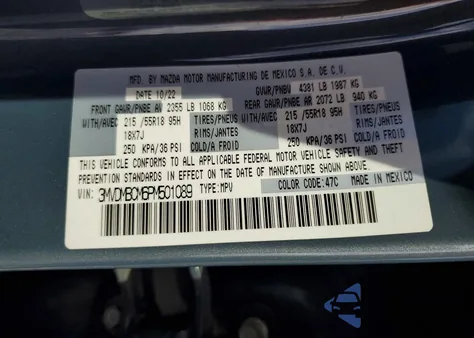 MFD. BY MAZDA MOTOR MANUFACTURING DE MEXICO S.A. DE C.V.
DATE 10/22 GVWR/PNBV 4381 LB 1987 KG
FRONT GAWR/PNBE AV 2355 LB 1068 KG REAR GAWR/PNBE AR 2072 LB 940 KG
WITH/AVEC 215 /55R18 95H TIRES/PNEU WITH/AVEC 215 /55R18 95H TIRES/PNEU
18X7J RIMS/JANTES 18X7J RIMS/JANTES
250 KPA/36 PSI COLD/A FROID 250 KPA/36 PSI COLD/A FROID
THIS VEHICLE CONFORMS TO ALL APPLICABLE FEDERAL MOTOR VEHICLE SAFETY AND THEFT
PREVENTION STANDARDS IN EFFECT ON THE DATE OF MANUFACTURE SHOWN ABOVE.
VIN: 3MVDMBCM6PM501089 TYPE: MPV COLOR CODE: 47C MADE IN MEXICO